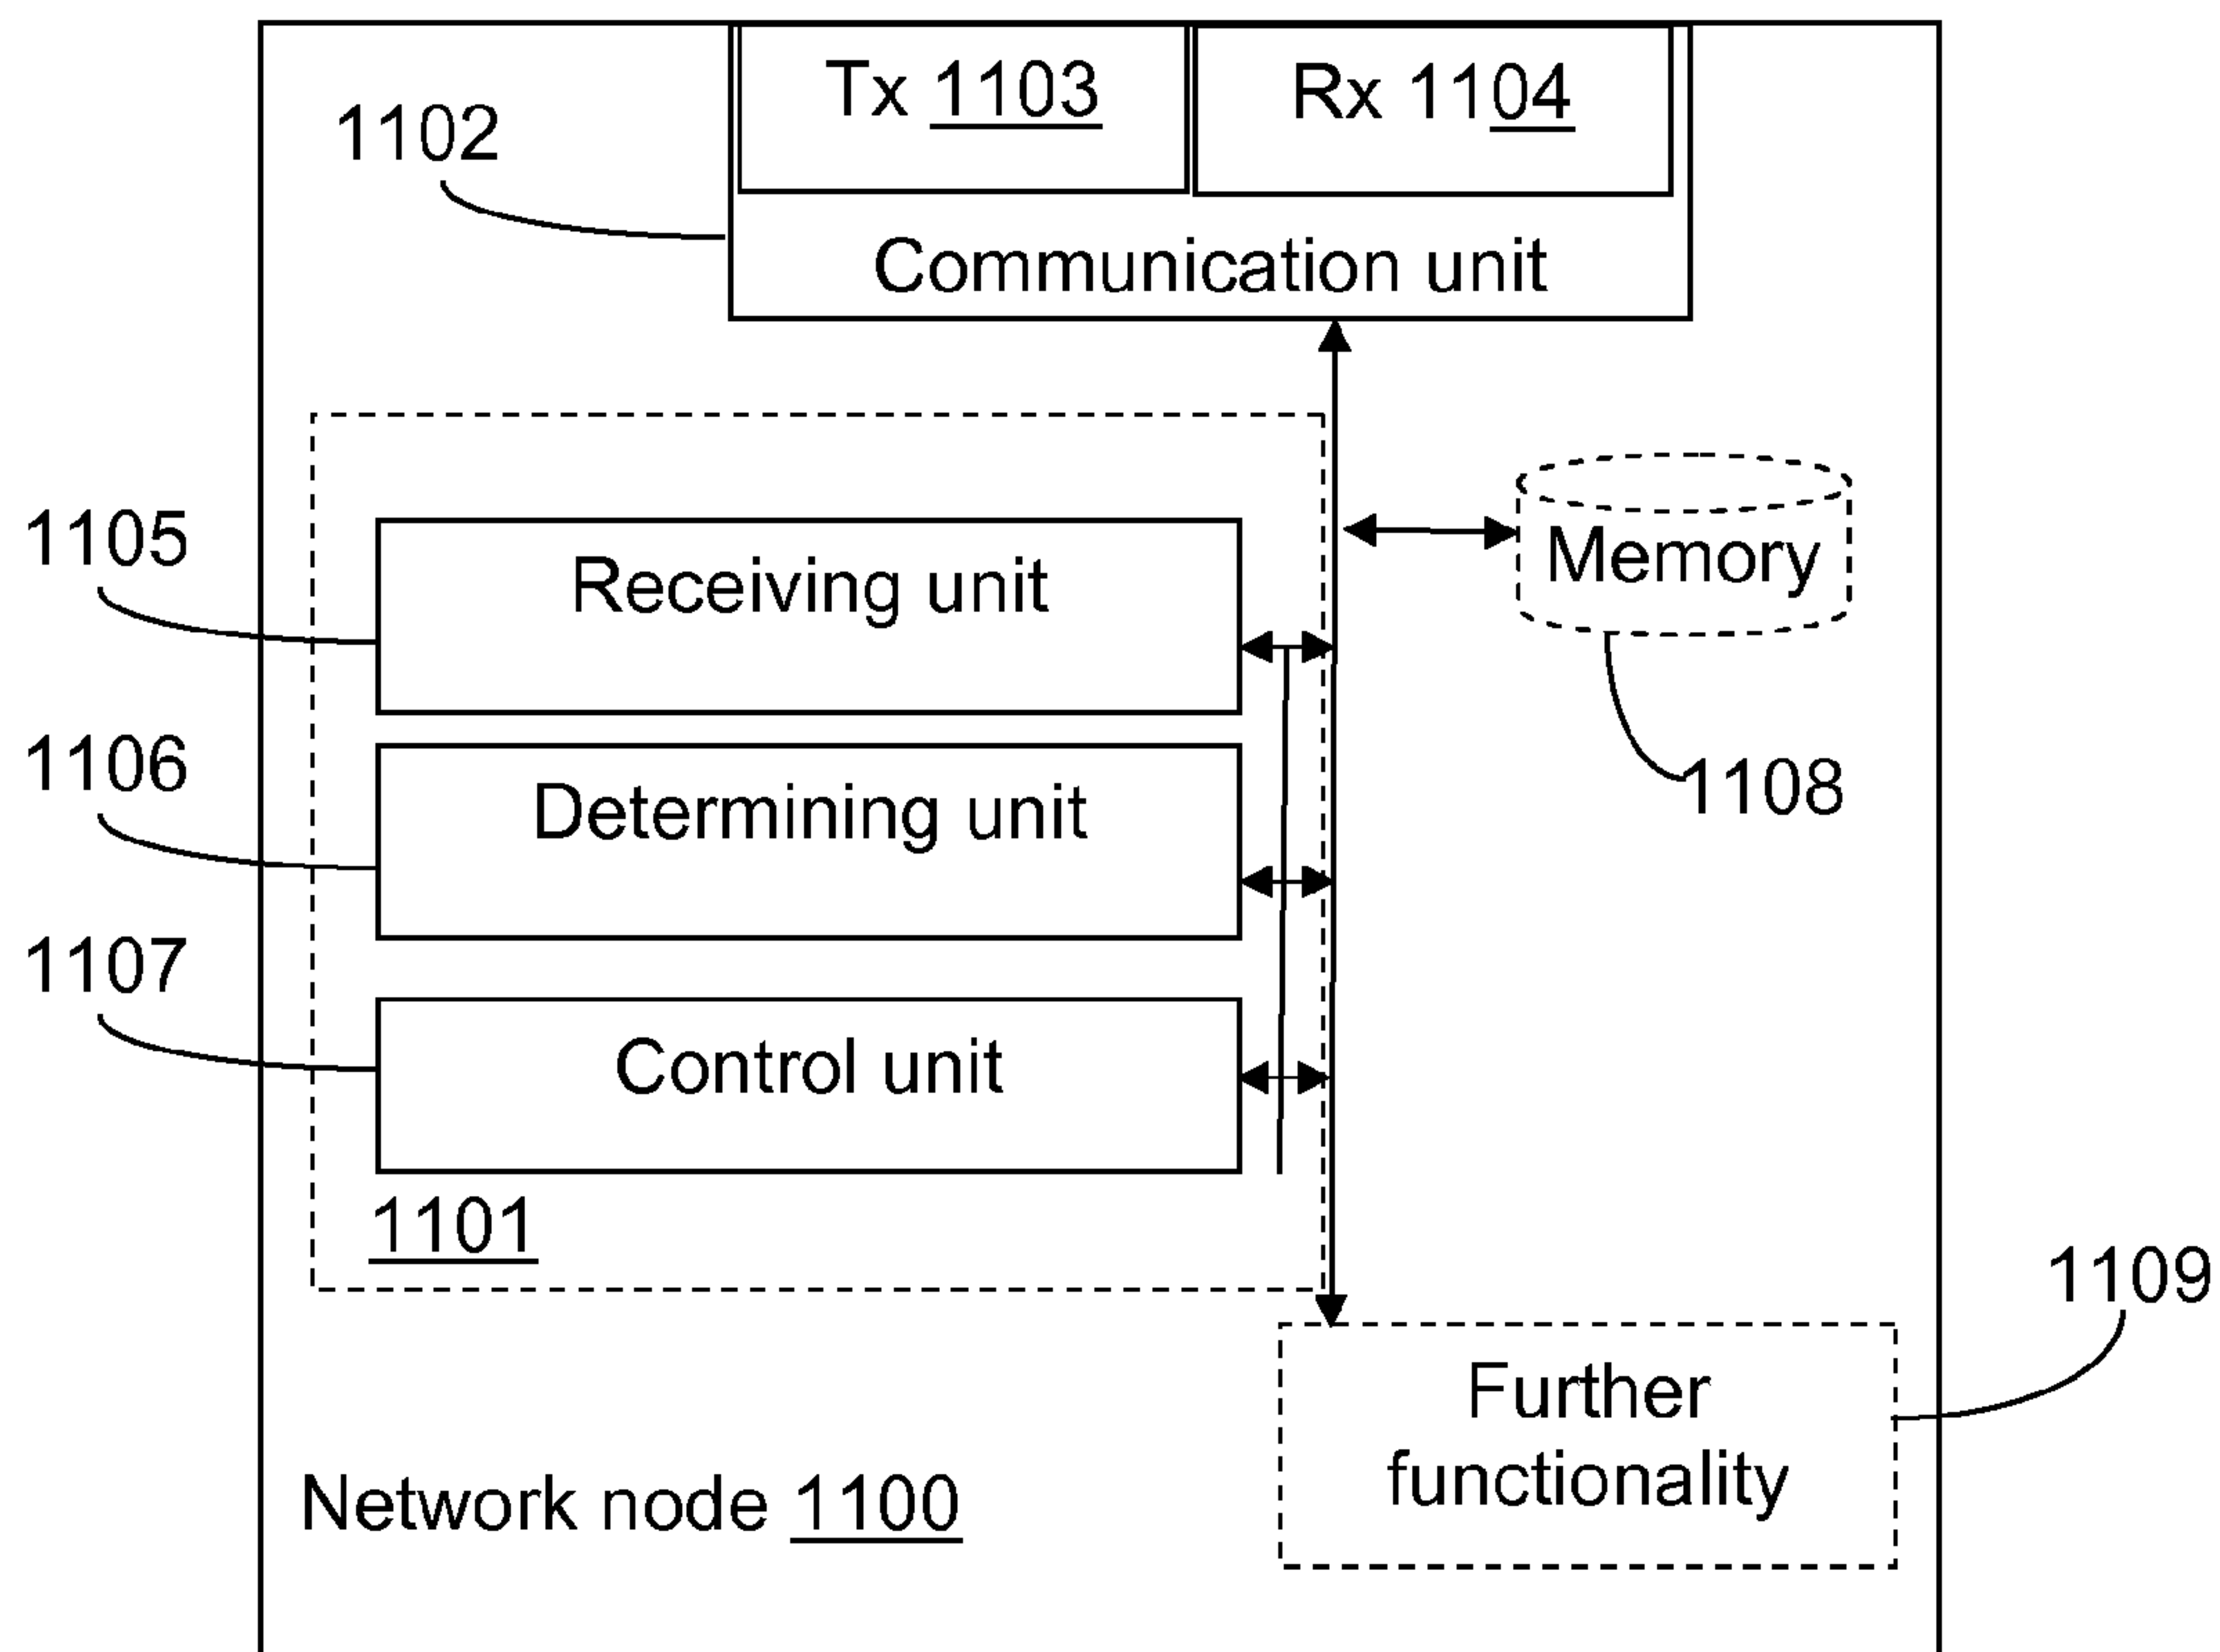 Tx 1103
Rx 1104
1102
Communication unit
1105
Receiving unit
Memory
1106
Determining unit
1108
1107
Control unit
1101
1109
Further
functionality
Network node 1100